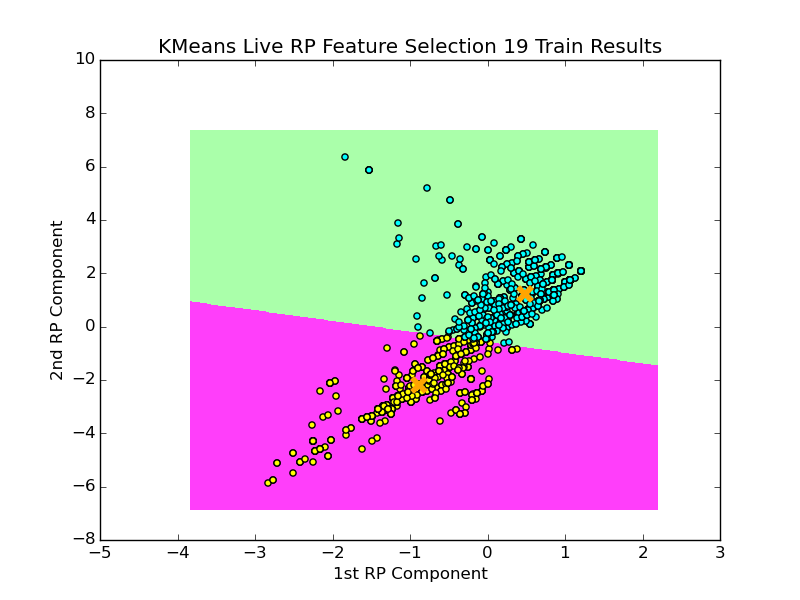 KMeans Live RP Feature Selection 19 Train Results
10
8
6
4
2
0
−2
−4
−6
−8
2nd RP Component
−5 −4 −3 −2 −1 0 1 2 3
1st RP Component